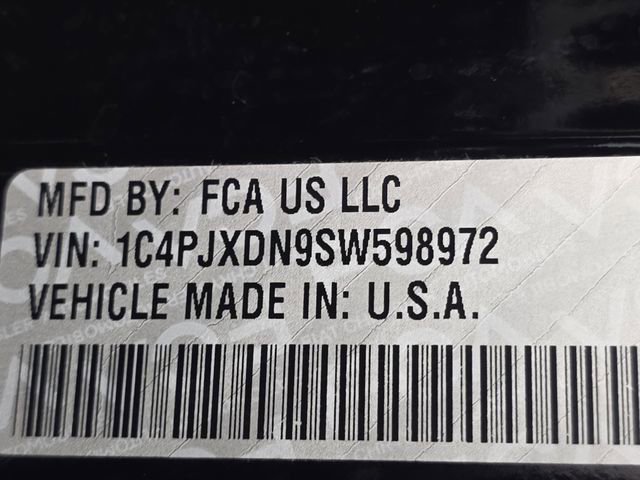 MFD BY: FCA US LLC
VIN: 1C4PJXDN9SW598972
VEHICLE MADE IN: U.S.A.